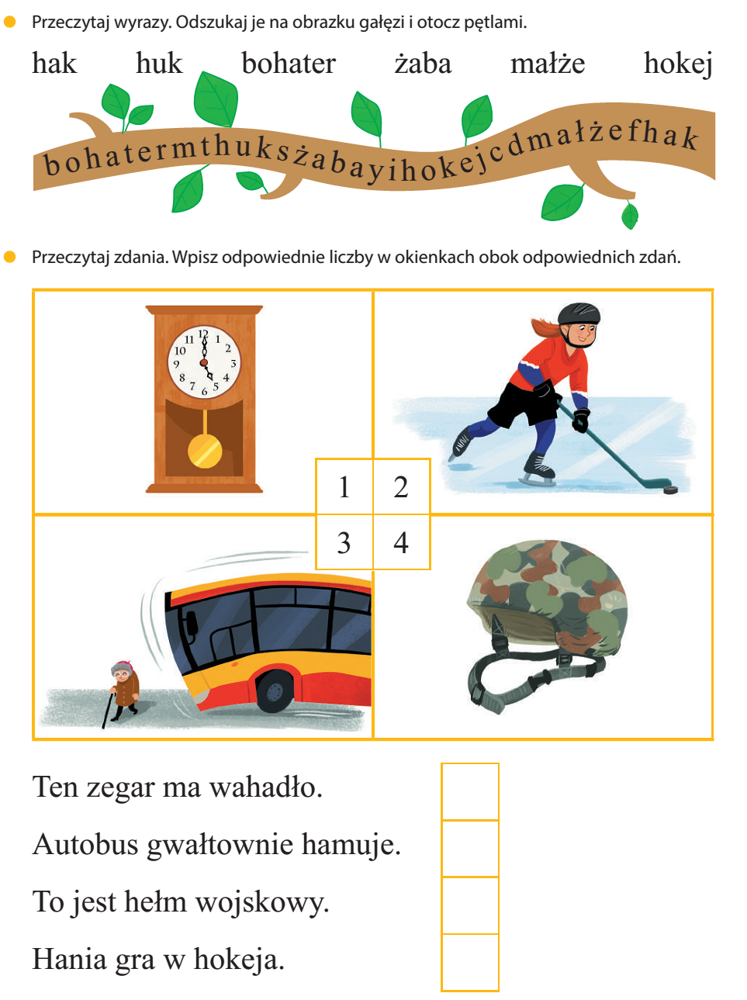 Przeczytaj wyrazy. Odszukaj je na obrazku gałęzi i otocz pętlami.
hak huk bohater żaba małże hokej
bohatermthuksżabayihokejcdmałżefhak
Przeczytaj zdania. Wpisz odpowiednie liczby w okienkach obok odpowiednich zdań.
12
11 1
10 2
9 3
8 4
7 5
6
1 2
3 4
Ten zegar ma wahadło.
Autobus gwałtownie hamuje.
To jest hełm wojskowy.
Hania gra w hokeja.